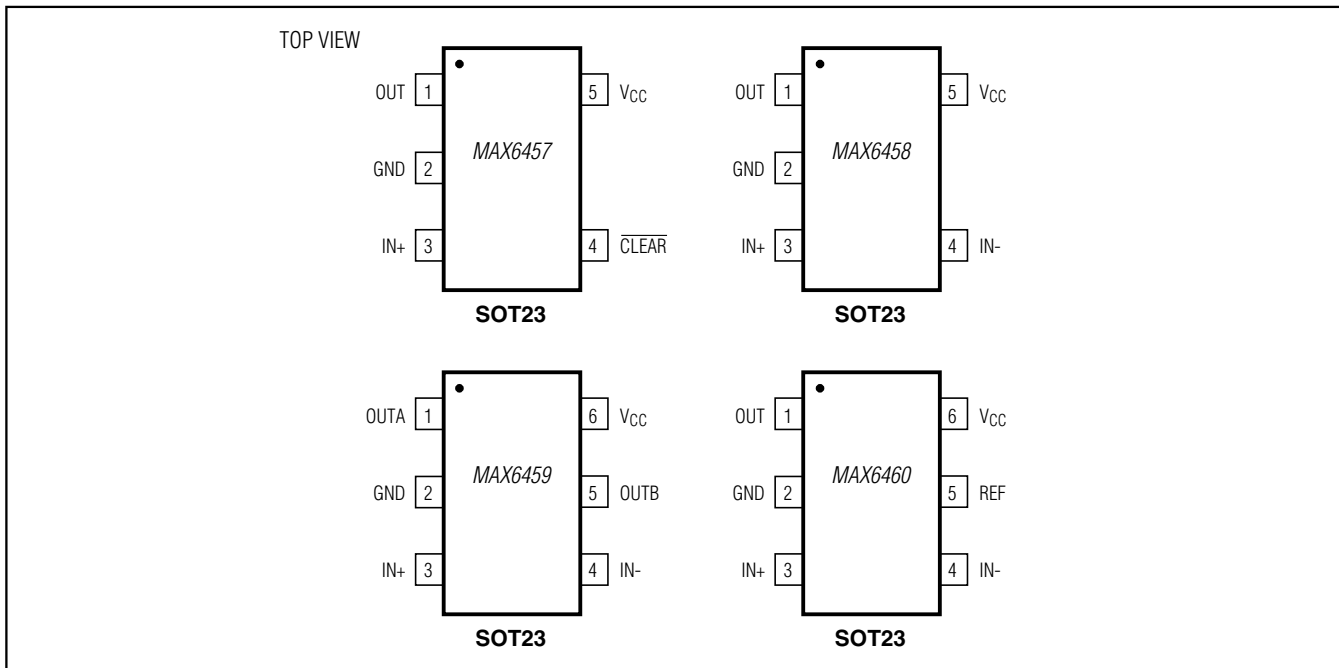 TOP VIEW
OUT 1 5 VCC
GND 2 MAX6457
IN+ 3 4 CLEAR
SOT23
OUT 1 5 VCC
GND 2 MAX6458
IN+ 3 4 IN-
SOT23
OUTA 1 6 VCC
GND 2 MAX6459 5 OUTB
IN+ 3 4 IN-
SOT23
OUT 1 6 VCC
GND 2 MAX6460 5 REF
IN+ 3 4 IN-
SOT23